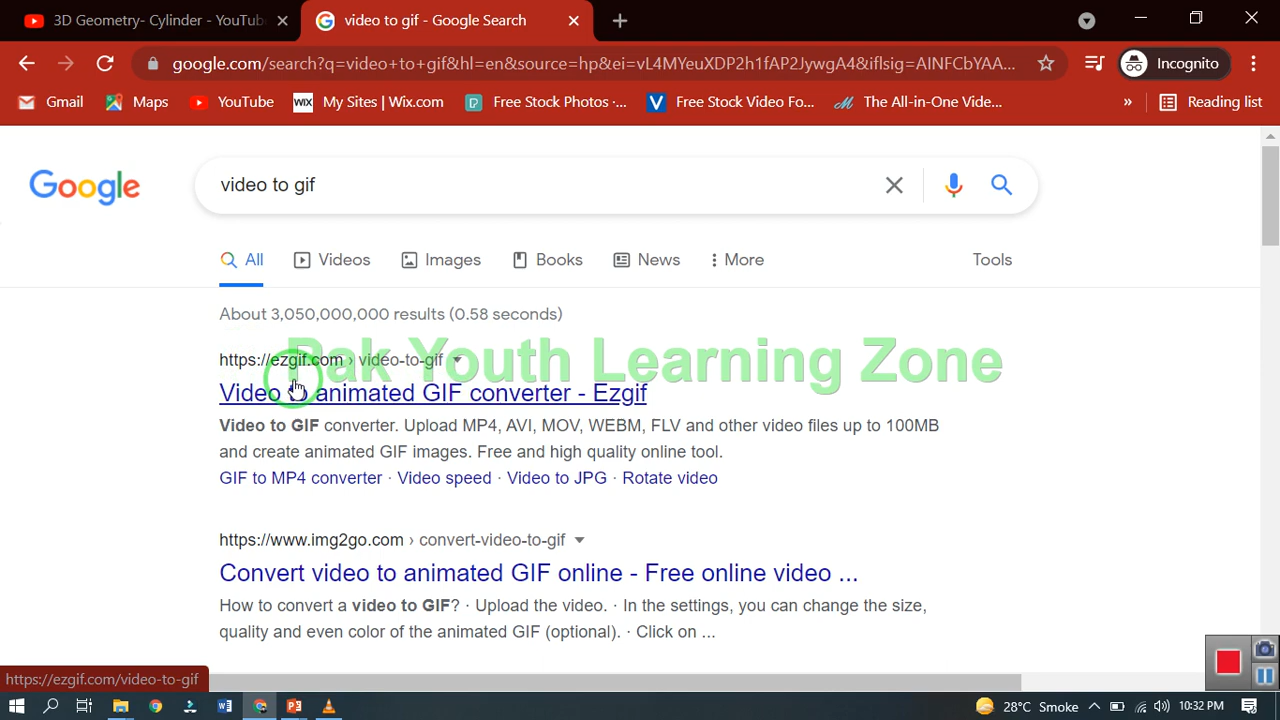 3D Geometry- Cylinder - YouTub
video to gif - Google Search
google.com/search?q=video+to+gif&hl=en&source=hp&ei=vL4MYeuXDP2h1fAP2JywgA4&iflsig=AINFCbYAA...
Incognito
Gmail
Maps
YouTube
WIX My Sites | Wix.com
Free Stock Photos ·...
Free Stock Video Fo...
The All-in-One Vide...
»
Reading list
Google
video to gif
All
Videos
Images
Books
News
More
Tools
About 3,050,000,000 results (0.58 seconds)
https://ezgif.com › video-to-gif
Pak Youth Learning Zone
Video to animated GIF converter - Ezgif
Video to GIF converter. Upload MP4, AVI, MOV, WEBM, FLV and other video files up to 100MB
and create animated GIF images. Free and high quality online tool.
GIF to MP4 converter · Video speed · Video to JPG · Rotate video
https://www.img2go.com › convert-video-to-gif
Convert video to animated GIF online - Free online video ...
How to convert a video to GIF? · Upload the video. · In the settings, you can change the size,
quality and even color of the animated GIF (optional). · Click on ...
https://ezgif.com/video-to-gif
28°C Smoke
10:32 PM